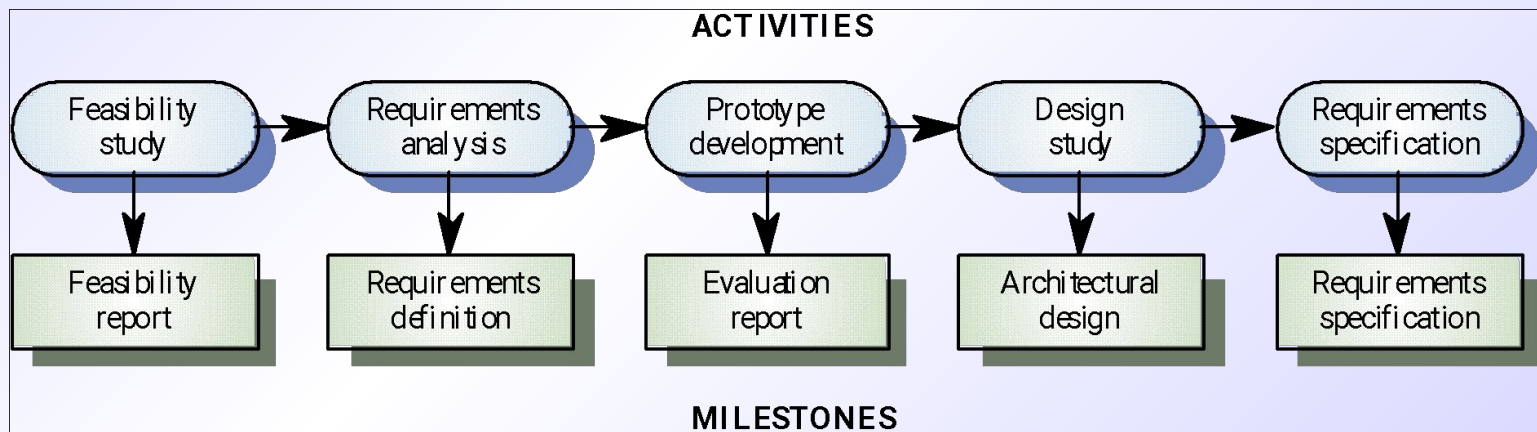 ACTIVITIES
Feasibility
study
Requirements
analysis
Prototype
development
Design
study
Requirements
specification
Feasibility
report
Requirements
definition
Evaluation
report
Architectural
design
Requirements
specification
MILESTONES